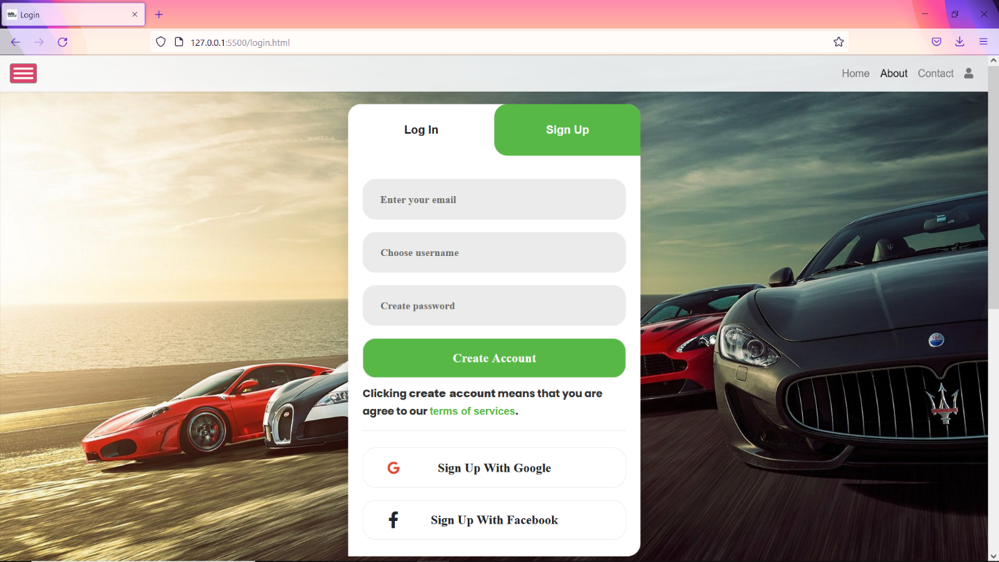 Login
127.0.0.1:5500/login.html
Home About Contact
Log In
Sign Up
Enter your email
Choose username
Create password
Create Account
Clicking create account means that you are
agree to our terms of services.
Sign Up With Google
Sign Up With Facebook